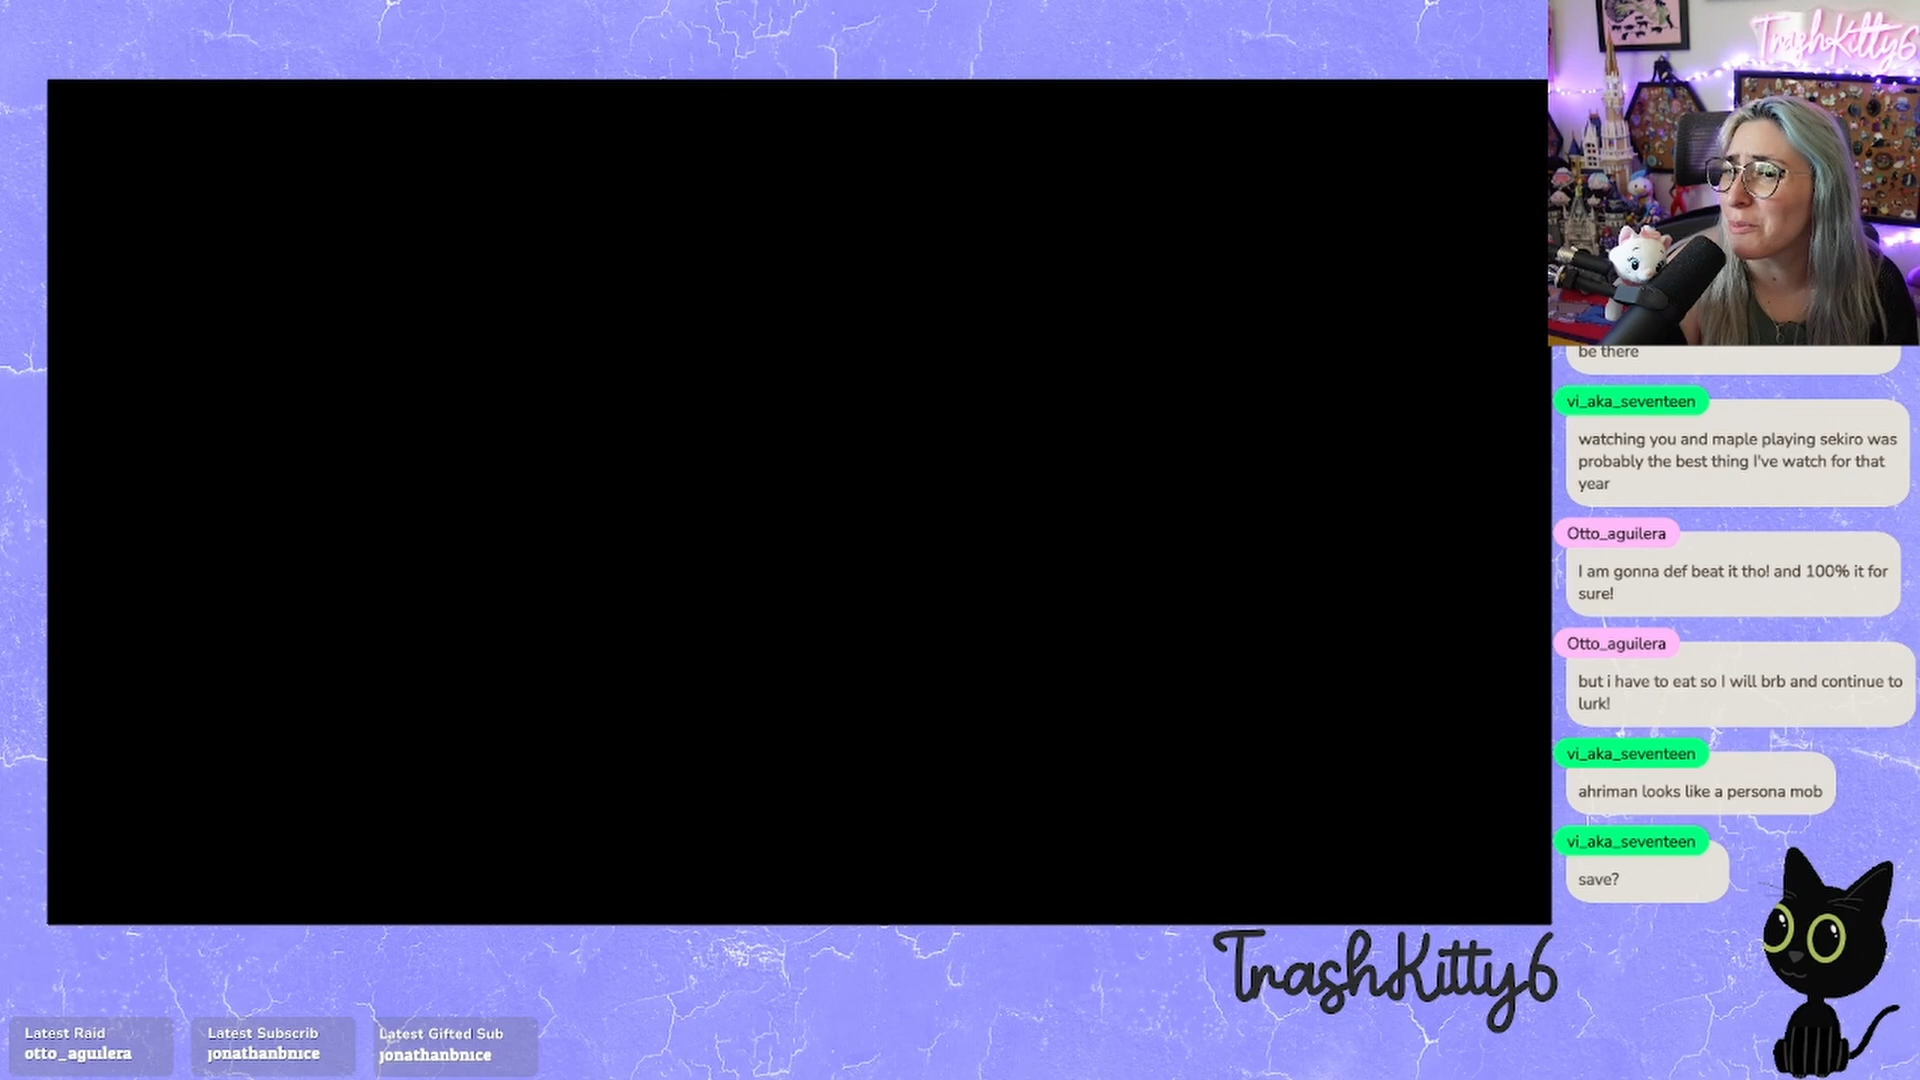 TrashKitty6
be there
vi_aka_seventeen
watching you and maple playing sekiro was
probably the best thing I've watch for that
year
Otto_aguilera
I am gonna def beat it tho! and 100% it for
sure!
Otto_aguilera
but i have to eat so I will brb and continue to
lurk!
vi_aka_seventeen
ahriman looks like a persona mob
vi_aka_seventeen
save?
TrashKitty6
Latest Raid
otto_aguilera
Latest Subscrib
jonathanbnice
Latest Gifted Sub
jonathanbnice